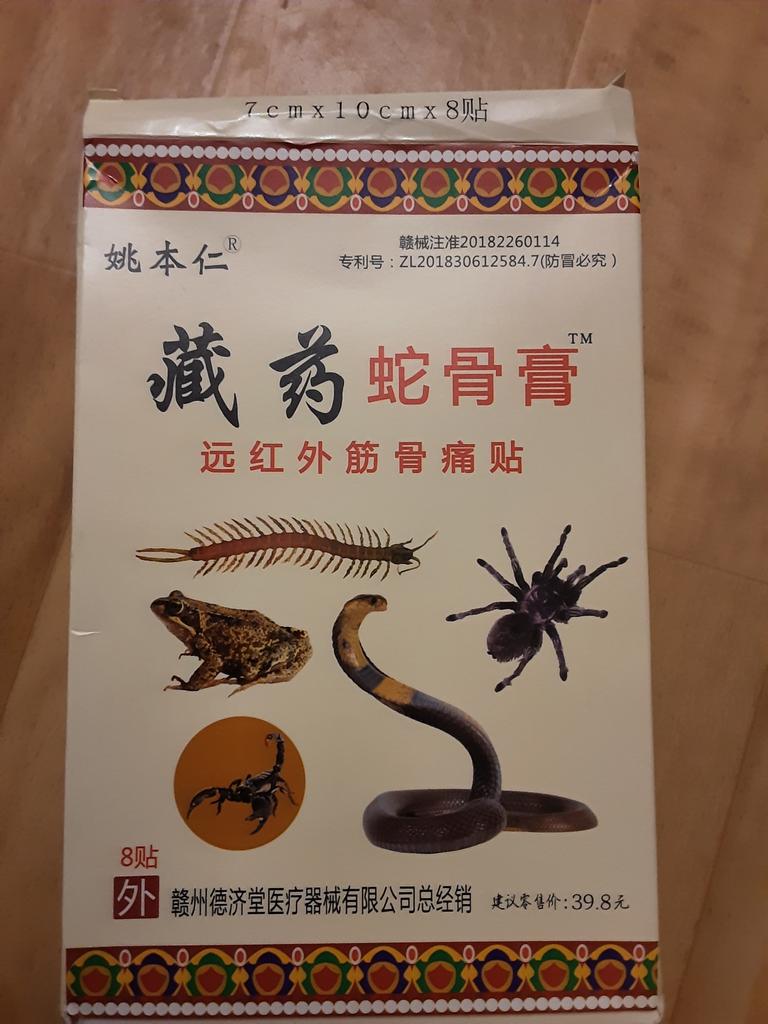 7cmx10cmx8贴
姚本仁®
赣械注准20182260114
专利号：ZL201830612584.7(防冒必究）
藏药蛇骨膏™
远红外筋骨痛贴
8贴
外 赣州德济堂医疗器械有限公司总经销 建议零售价:39.8元